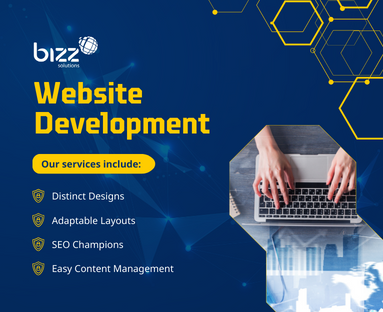 bizz
solutions
Website
Development
Our services include:
Distinct Designs
Adaptable Layouts
SEO Champions
Easy Content Management